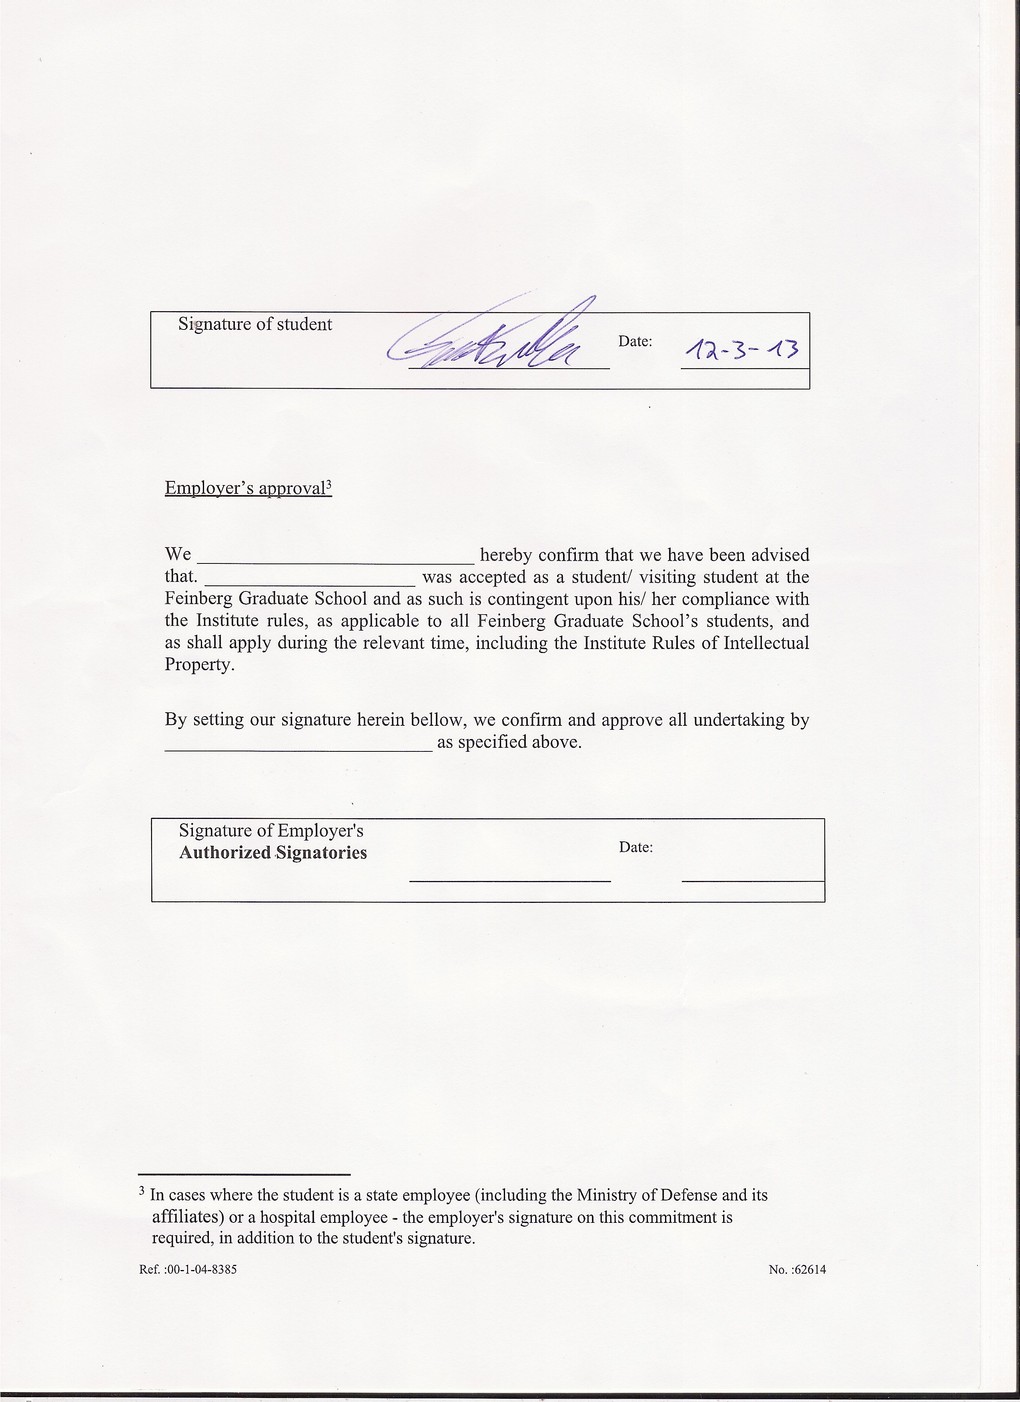 Signature of student
Date:
12-3-13
Employer’s approval³
We ____________________________ hereby confirm that we have been advised
that. _____________________ was accepted as a student/ visiting student at the
Feinberg Graduate School and as such is contingent upon his/ her compliance with
the Institute rules, as applicable to all Feinberg Graduate School’s students, and
as shall apply during the relevant time, including the Institute Rules of Intellectual
Property.
By setting our signature herein bellow, we confirm and approve all undertaking by
___________________________ as specified above.
Signature of Employer's
Authorized Signatories
Date:
³ In cases where the student is a state employee (including the Ministry of Defense and its
affiliates) or a hospital employee - the employer's signature on this commitment is
required, in addition to the student's signature.
Ref. :00-1-04-8385
No. :62614